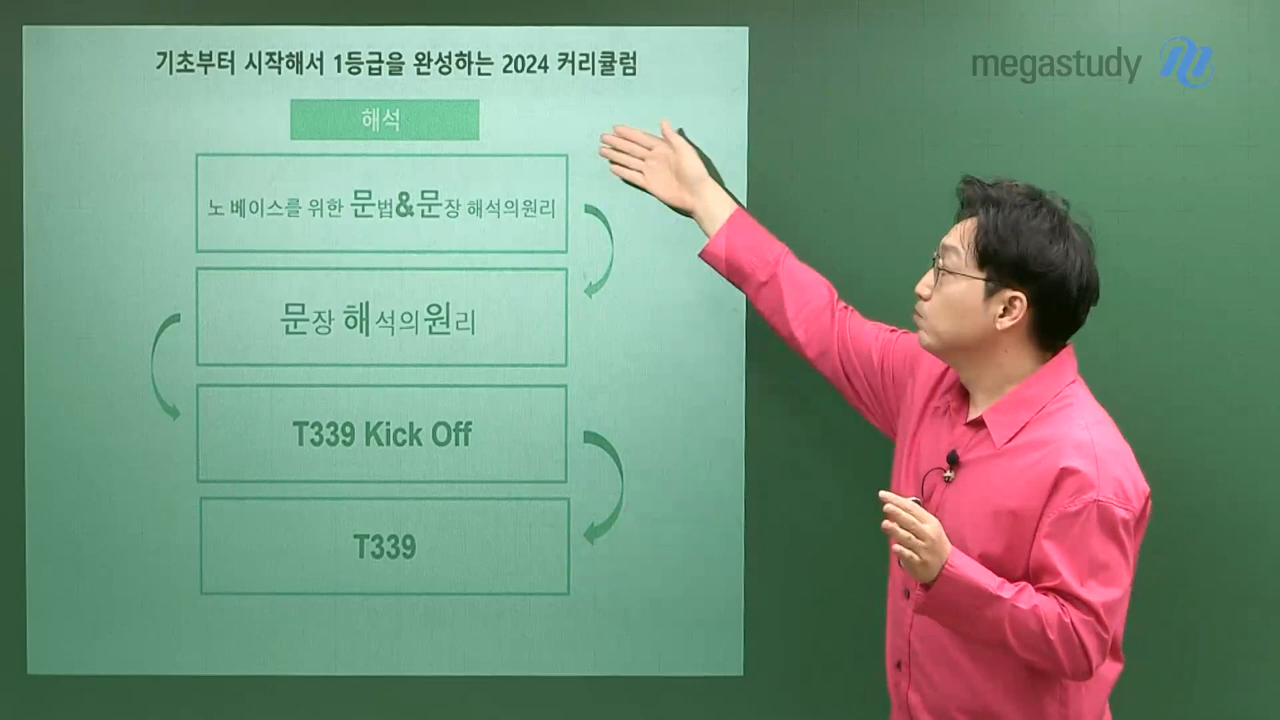 기초부터 시작해서 1등급을 완성하는 2024 커리큘럼
megastudy
해석
노 베이스를 위한 문법&문장 해석의원리
문장 해석의원리
T339 Kick Off
T339